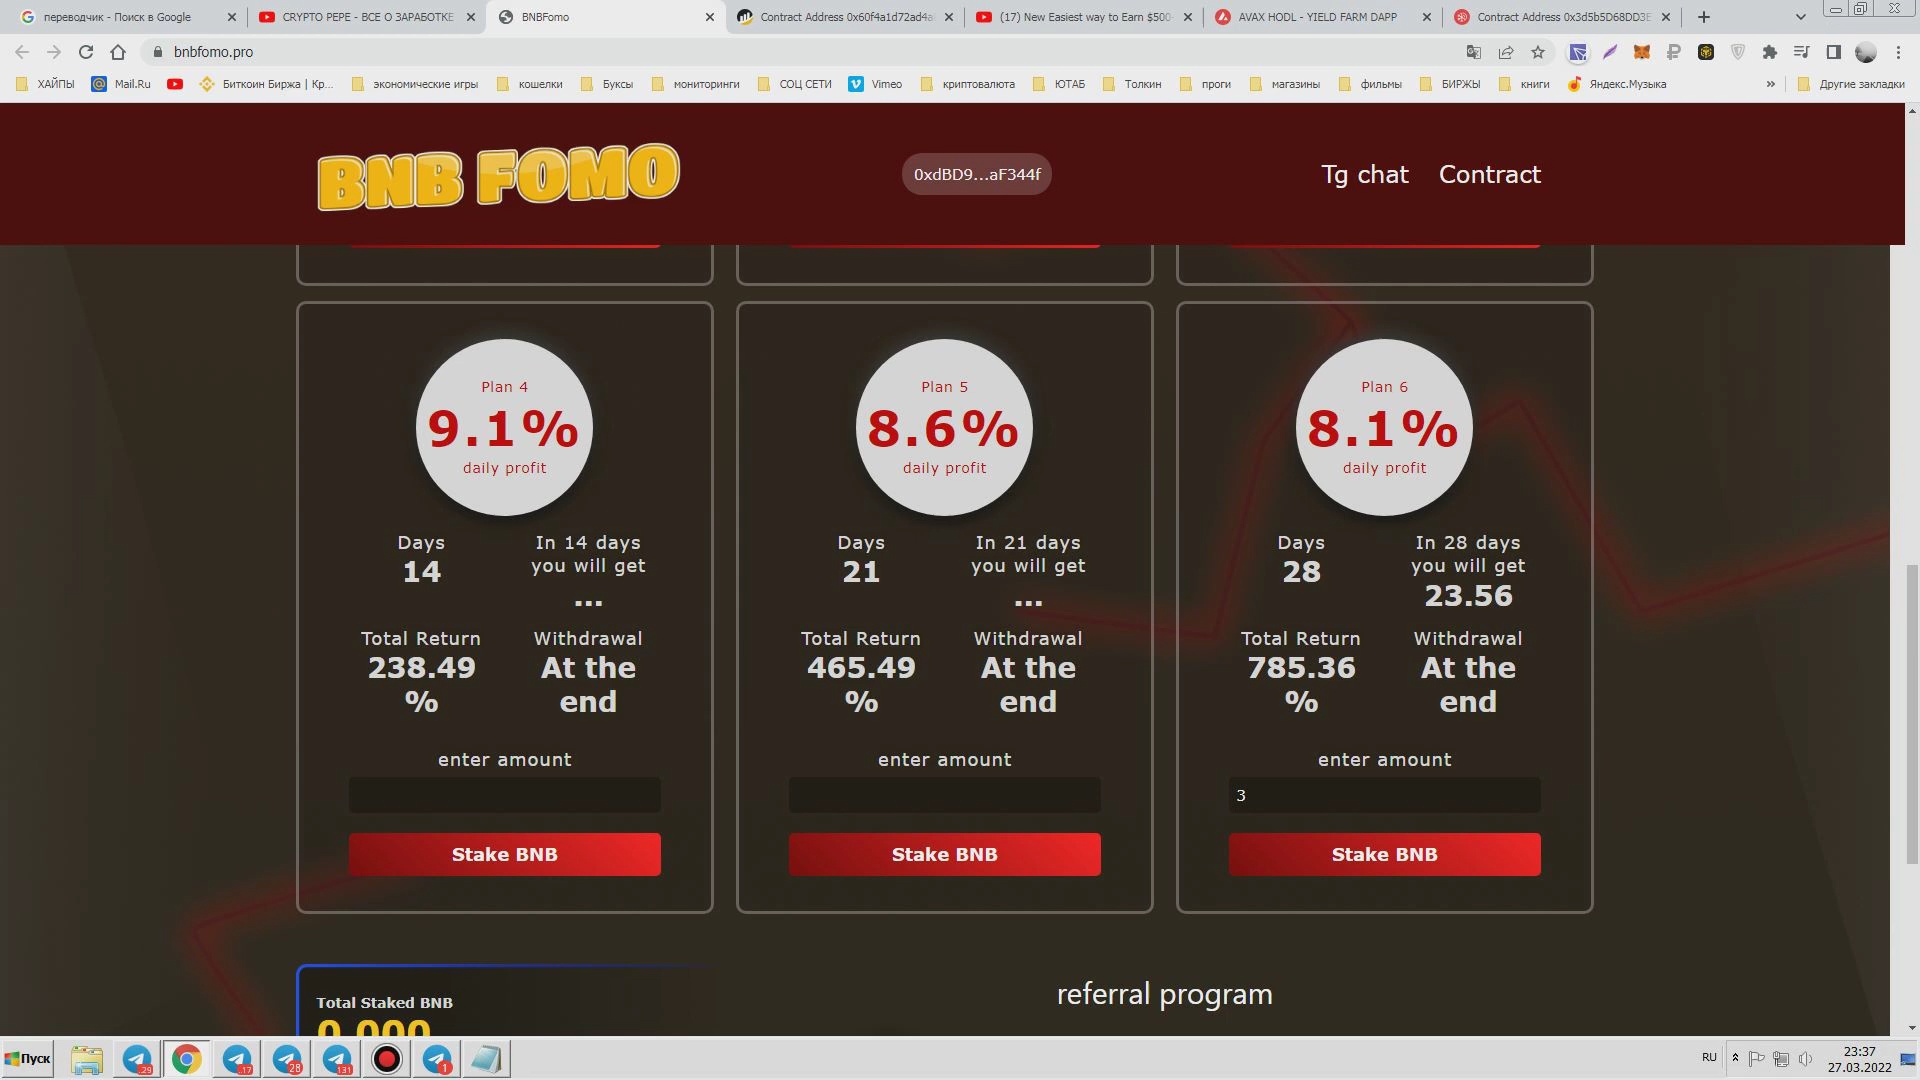 переводчик - Поиск в Google
CRYPTO PEPE - ВСЕ О ЗАРАБОТКЕ
BNBFomo
Contract Address 0x60f4a1d72ad4a
(17) New Easiest way to Earn $500
AVAX HODL - YIELD FARM DAPP
Contract Address 0x3d5b5D68DD3E
bnbfomo.pro
ХАЙПЫ
Mail.Ru
Биткоин Биржа | Кр...
экономические игры
кошелки
Буксы
мониторинги
СОЦ СЕТИ
Vimeo
криптовалюта
ЮТАБ
Толкин
проги
магазины
фильмы
БИРЖЫ
книги
Яндекс.Музыка
»
Другие закладки
BNB FOMO
0xdBD9...aF344f
Tg chat
Contract
Plan 4
9.1%
daily profit
Days
14
In 14 days
you will get
...
Total Return
238.49
%
Withdrawal
At the
end
enter amount
Stake BNB
Plan 5
8.6%
daily profit
Days
21
In 21 days
you will get
...
Total Return
465.49
%
Withdrawal
At the
end
enter amount
Stake BNB
Plan 6
8.1%
daily profit
Days
28
In 28 days
you will get
23.56
Total Return
785.36
%
Withdrawal
At the
end
enter amount
3
Stake BNB
Total Staked BNB
0.000
referral program
Пуск
29
17
28
131
1
RU
23:37
27.03.2022